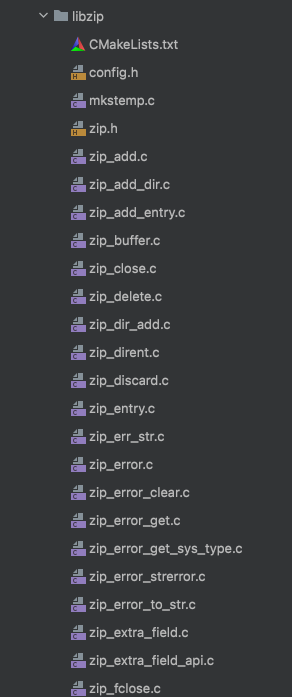 libzip
CMakeLists.txt
config.h
mkstemp.c
zip.h
zip_add.c
zip_add_dir.c
zip_add_entry.c
zip_buffer.c
zip_close.c
zip_delete.c
zip_dir_add.c
zip_dirent.c
zip_discard.c
zip_entry.c
zip_err_str.c
zip_error.c
zip_error_clear.c
zip_error_get.c
zip_error_get_sys_type.c
zip_error_strerror.c
zip_error_to_str.c
zip_extra_field.c
zip_extra_field_api.c
zip_fclose.c